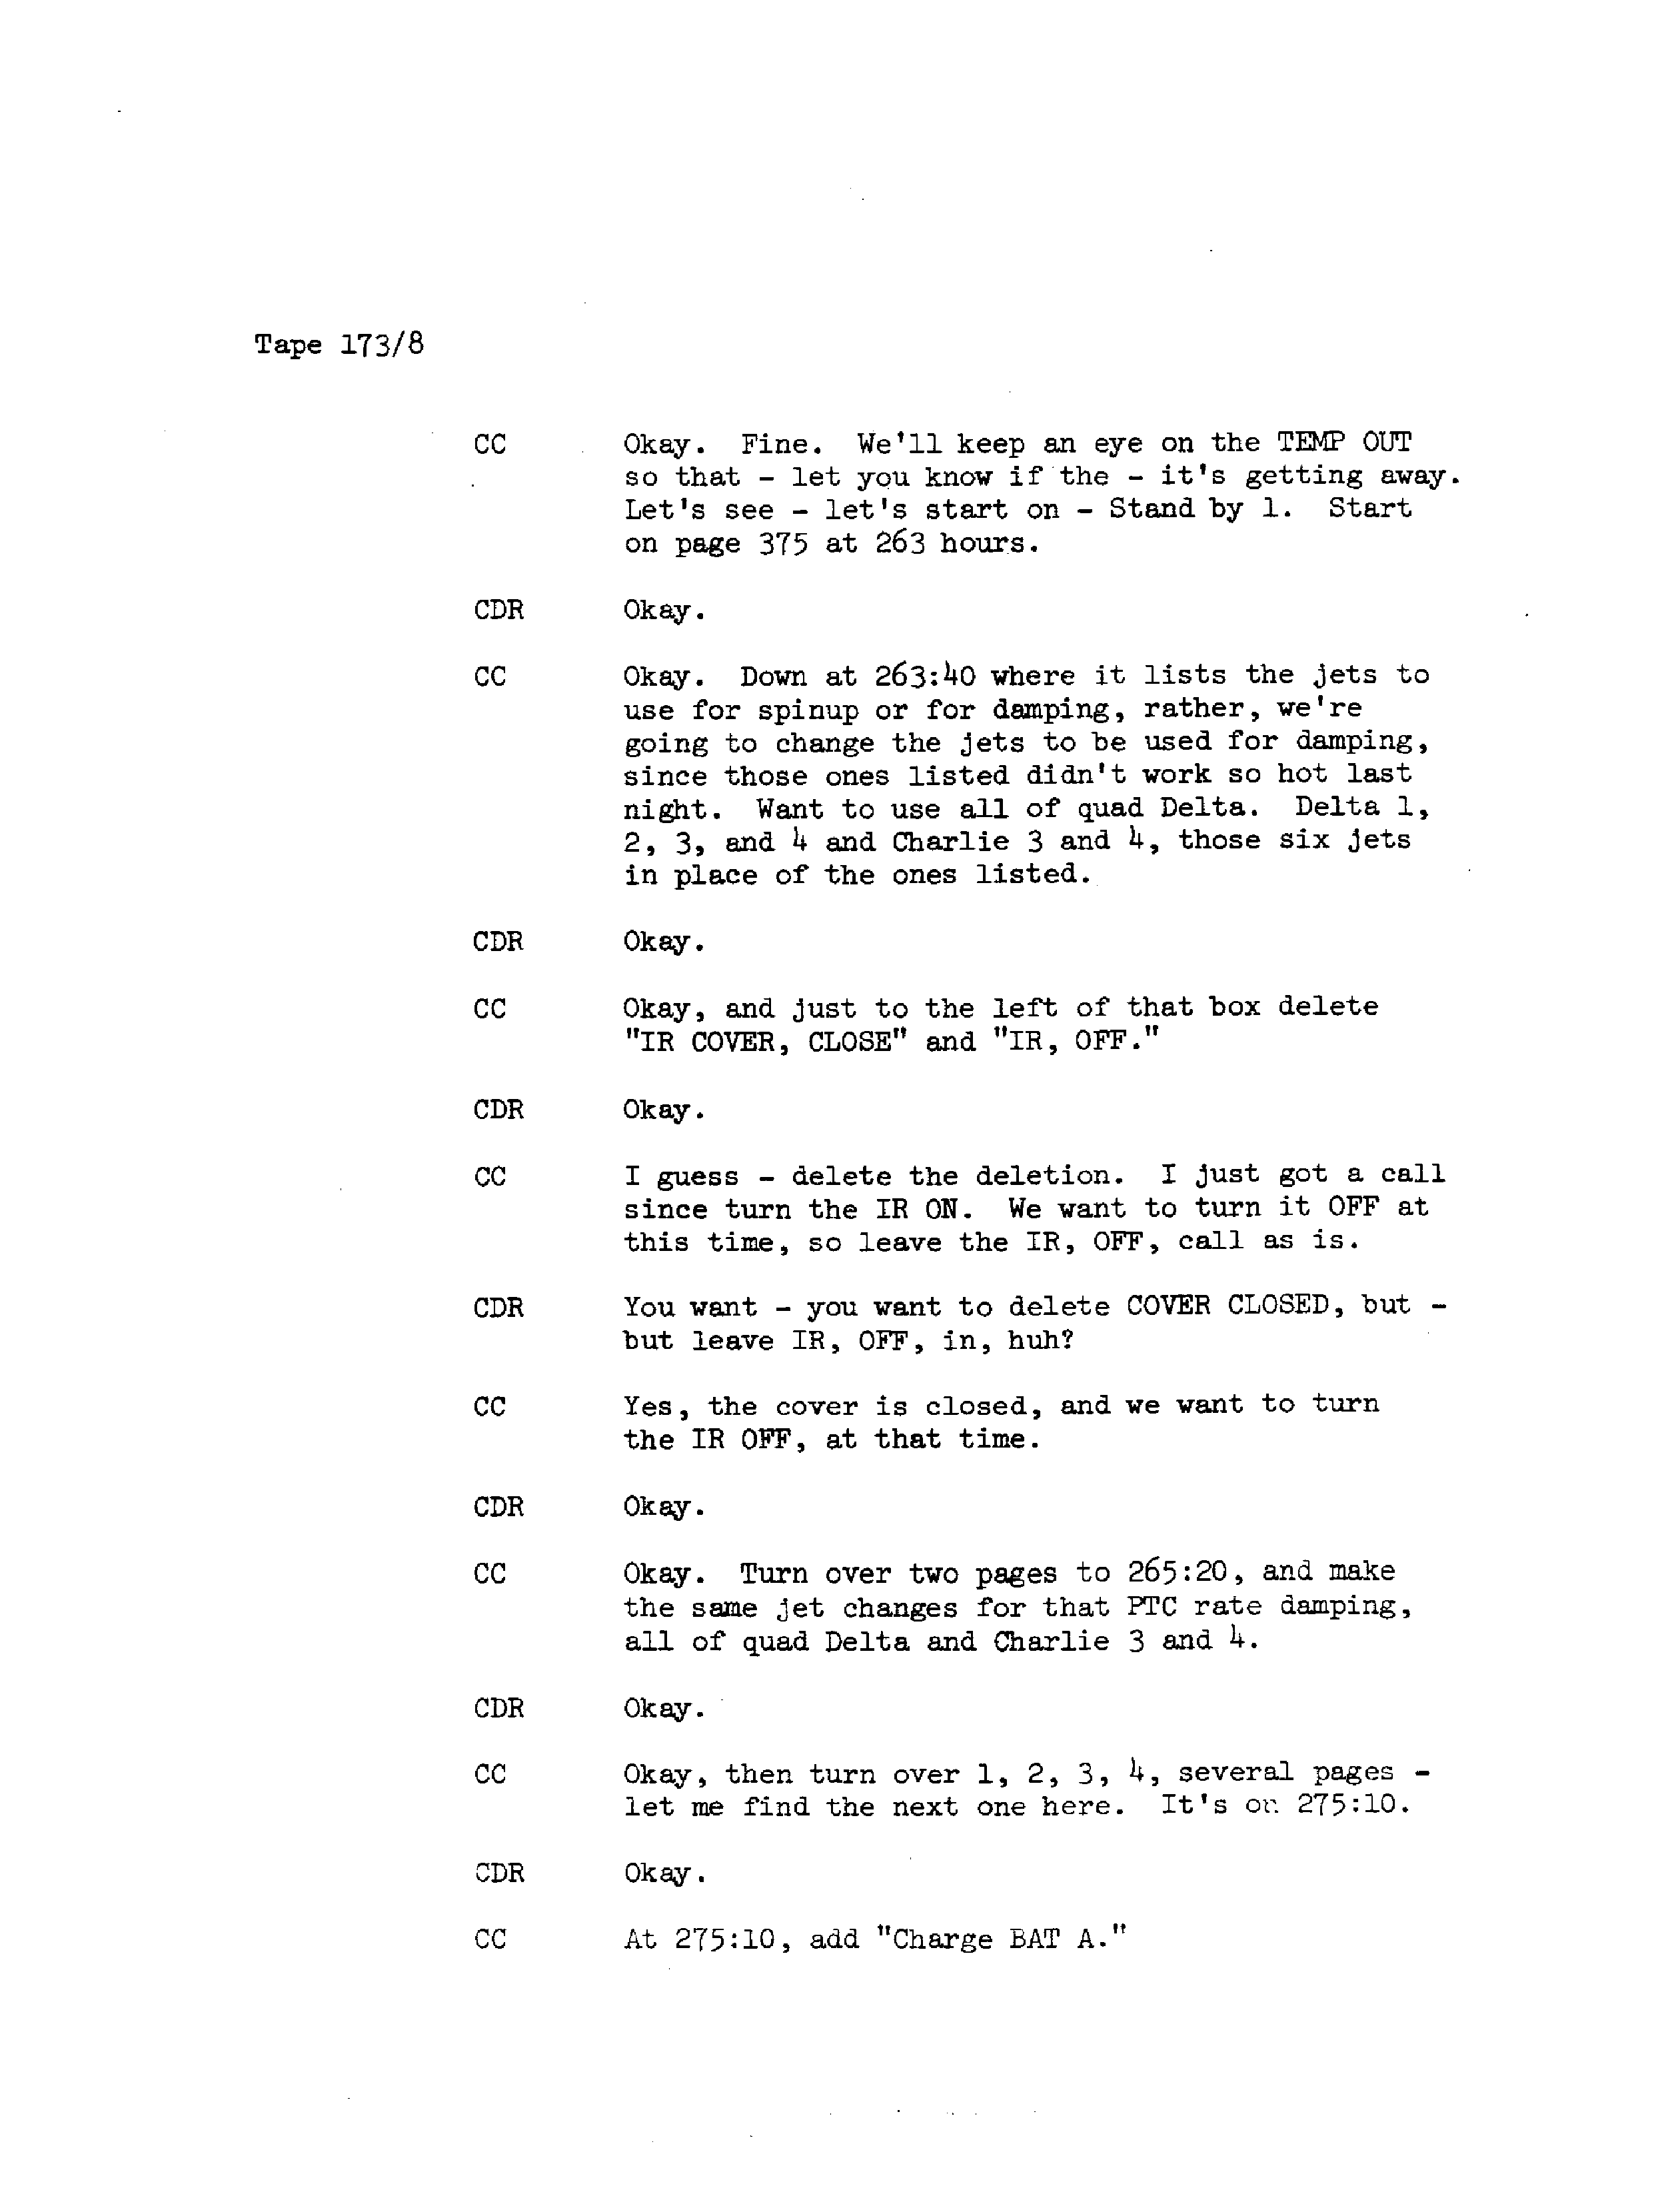 Tape 173/8
CC Okay. Fine. We'll keep an eye on the TEMP OUT
so that - let you know if the - it's getting away.
Let's see - let's start on - Stand by 1. Start
on page 375 at 263 hours.
CDR Okay.
CC Okay. Down at 263:40 where it lists the jets to
use for spinup or for damping, rather, we're
going to change the jets to be used for damping,
since those ones listed didn't work so hot last
night. Want to use all of quad Delta. Delta 1,
2, 3, and 4 and Charlie 3 and 4, those six jets
in place of the ones listed.
CDR Okay.
CC Okay, and just to the left of that box delete
"IR COVER, CLOSE" and "IR, OFF."
CDR Okay.
CC I guess - delete the deletion. I just got a call
since turn the IR ON. We want to turn it OFF at
this time, so leave the IR, OFF, call as is.
CDR You want - you want to delete COVER CLOSED, but -
but leave IR, OFF, in, huh?
CC Yes, the cover is closed, and we want to turn
the IR OFF, at that time.
CDR Okay.
CC Okay. Turn over two pages to 265:20, and make
the same jet changes for that PTC rate damping,
all of quad Delta and Charlie 3 and 4.
CDR Okay.
CC Okay, then turn over 1, 2, 3, 4, several pages -
let me find the next one here. It's on 275:10.
CDR Okay.
CC At 275:10, add "Charge BAT A."